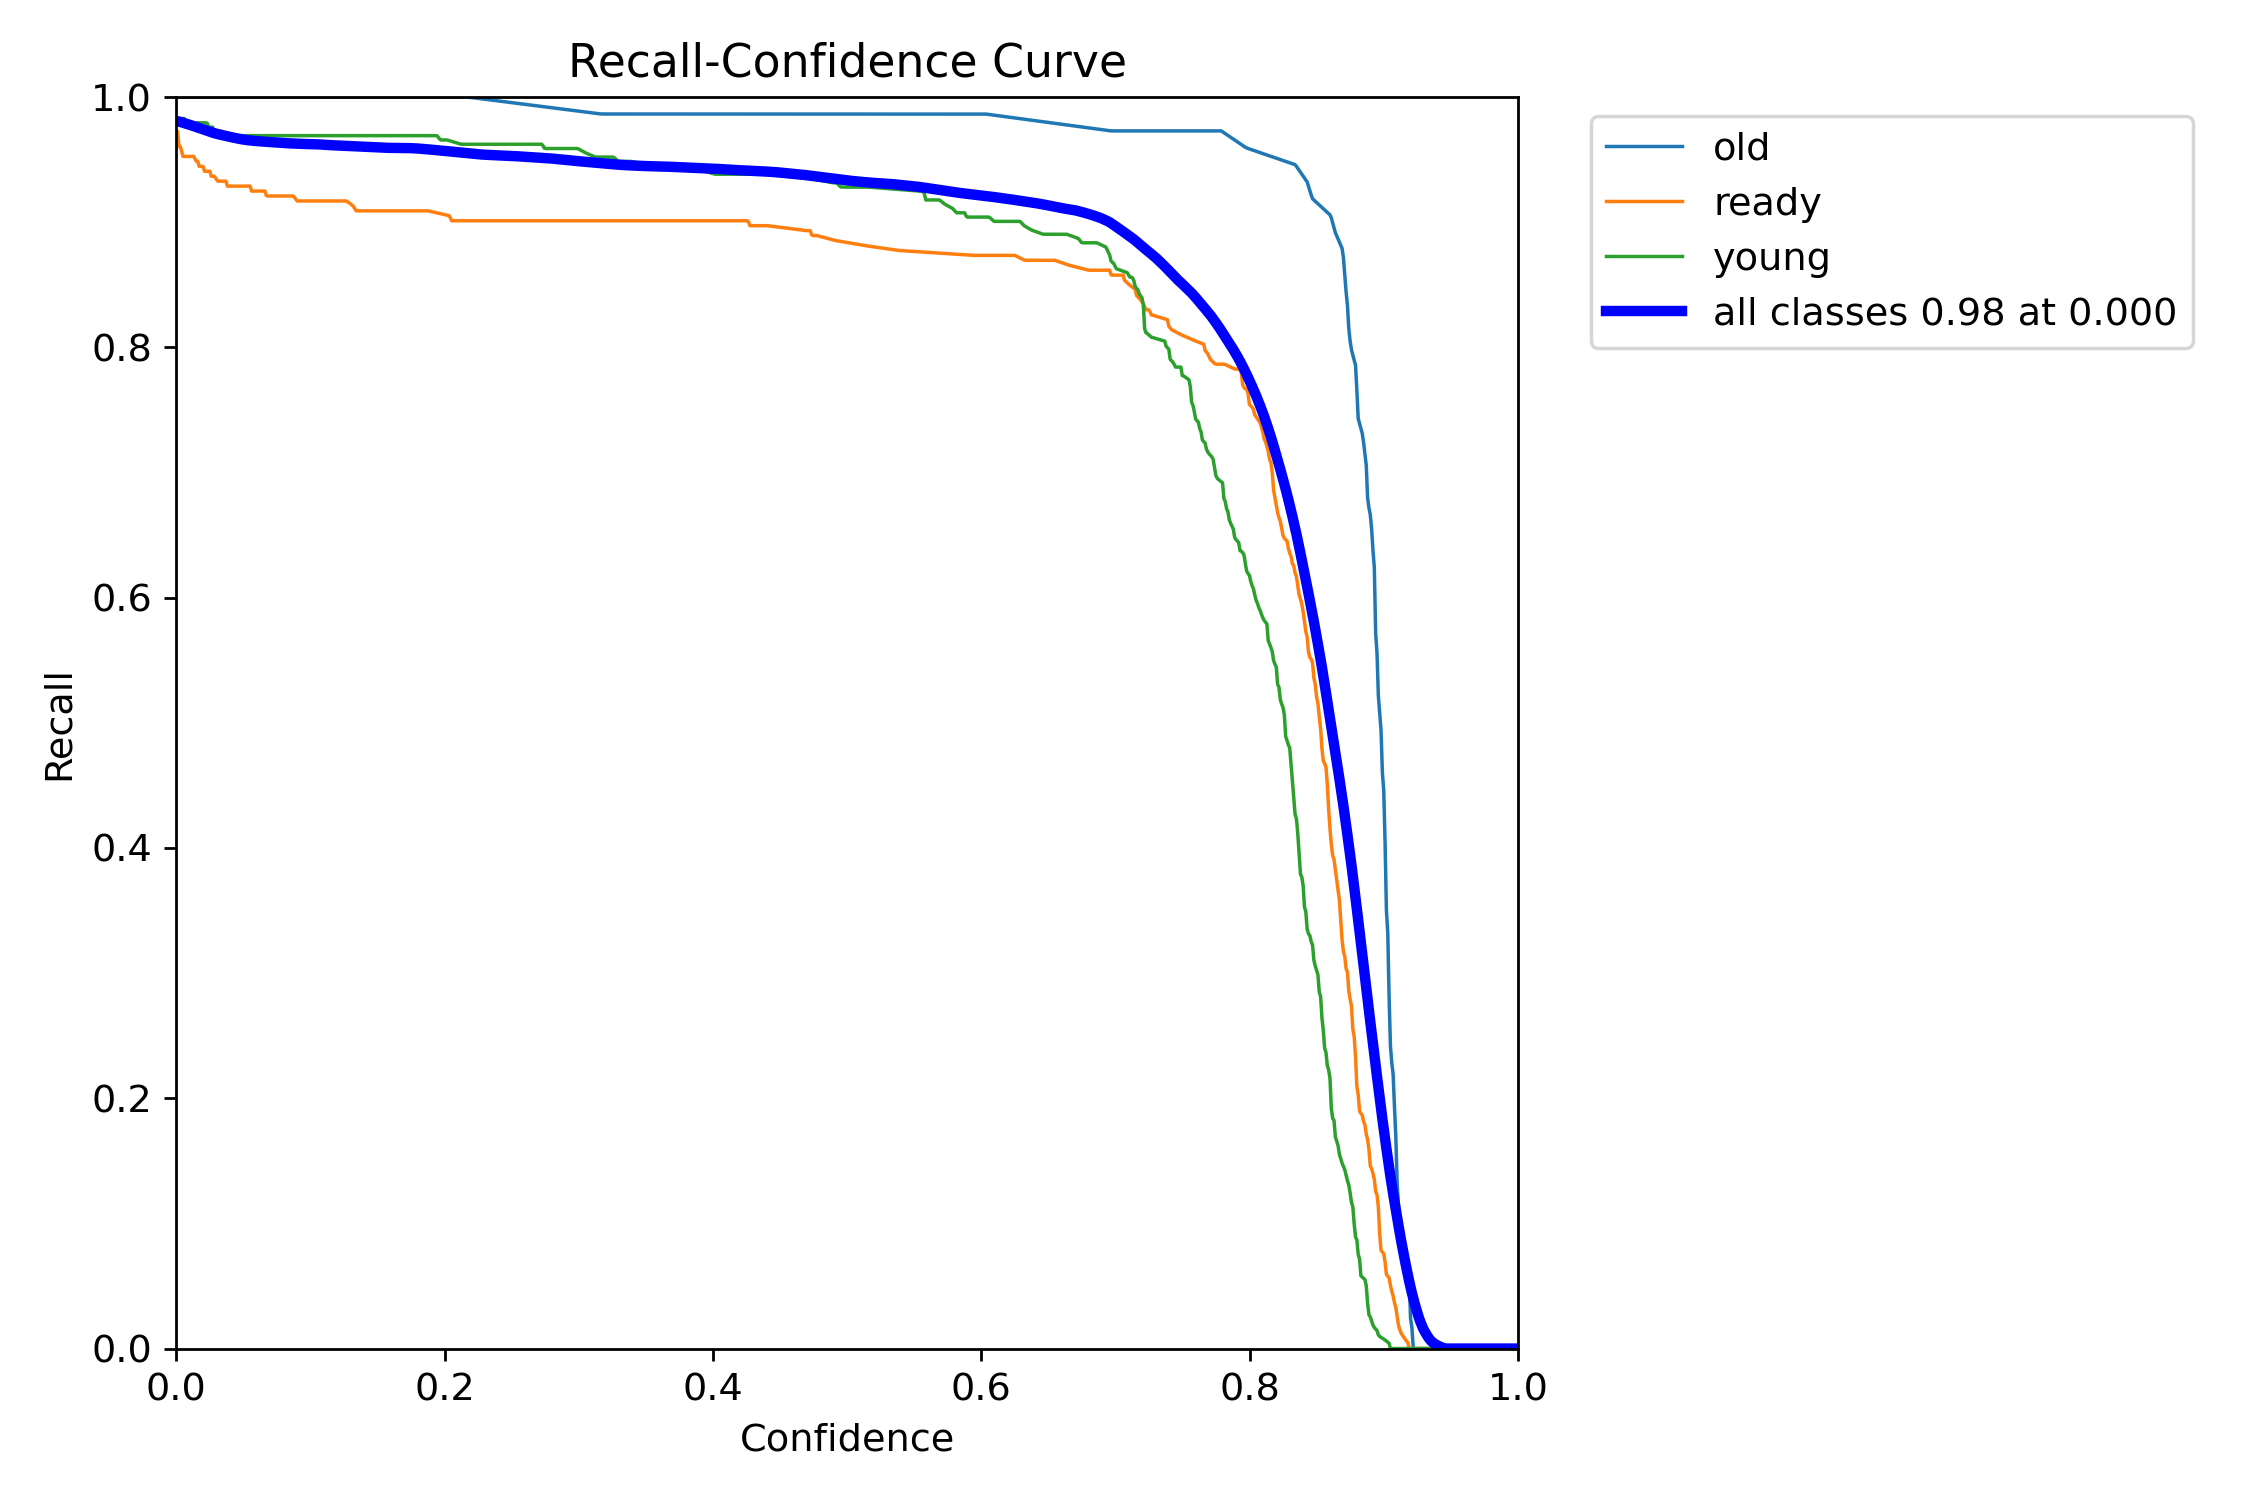 Recall-Confidence Curve
1.0
0.8
0.6
0.4
0.2
0.0
Recall
0.0 0.2 0.4 0.6 0.8 1.0
Confidence
old
ready
young
all classes 0.98 at 0.000